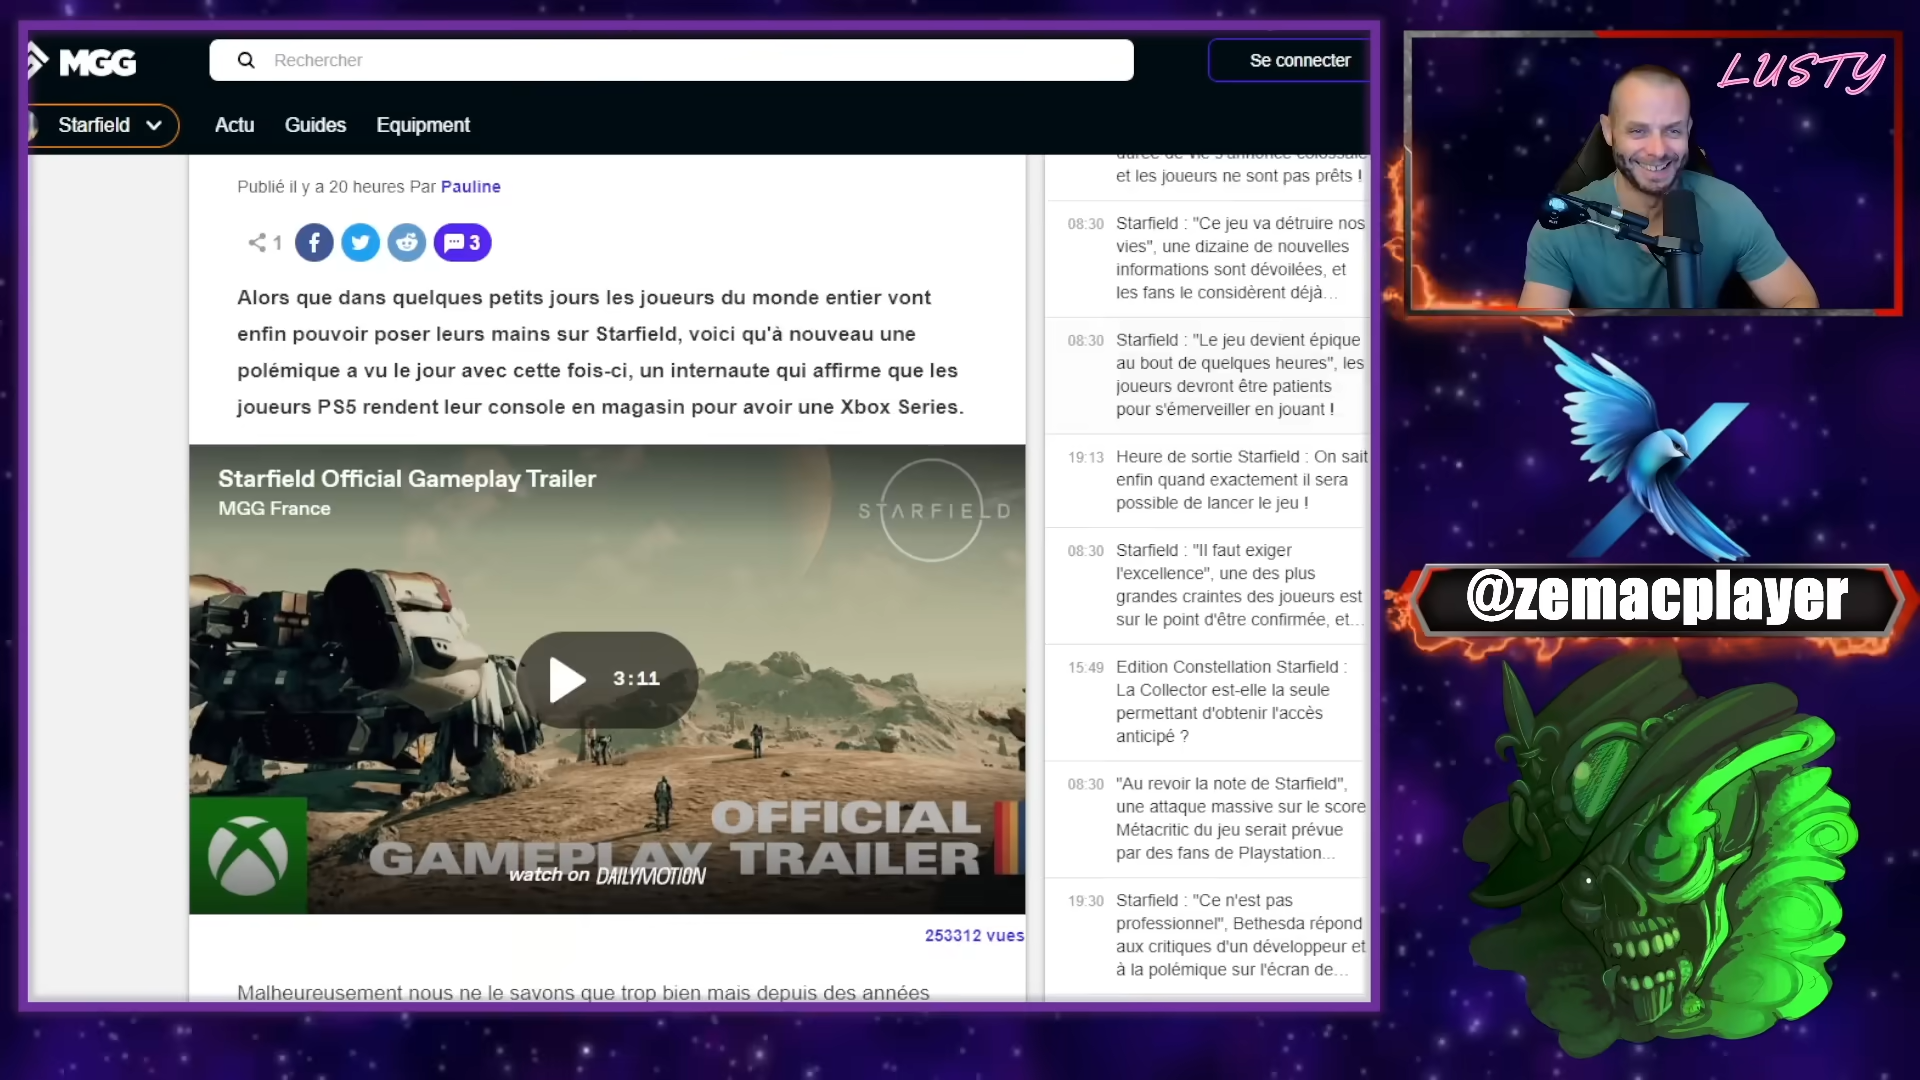 MGG
Rechercher
Se connecter
Starfield
Actu
Guides
Equipment
Publié il y a 20 heures Par Pauline
1
3
Alors que dans quelques petits jours les joueurs du monde entier vont
enfin pouvoir poser leurs mains sur Starfield, voici qu'à nouveau une
polémique a vu le jour avec cette fois-ci, un internaute qui affirme que les
joueurs PS5 rendent leur console en magasin pour avoir une Xbox Series.
Starfield Official Gameplay Trailer
MGG France
STARFIELD
3:11
OFFICIAL
GAMEPLAY TRAILER
watch on DAILYMOTION
253312 vues
Malheureusement nous ne le savons que trop bien mais depuis des années
durée de vie s'annonce colossale
et les joueurs ne sont pas prêts !
08:30 Starfield : "Ce jeu va détruire nos
vies", une dizaine de nouvelles
informations sont dévoilées, et
les fans le considèrent déjà...
08:30 Starfield : "Le jeu devient épique
au bout de quelques heures", les
joueurs devront être patients
pour s'émerveiller en jouant !
19:13 Heure de sortie Starfield : On sait
enfin quand exactement il sera
possible de lancer le jeu !
08:30 Starfield : "Il faut exiger
l'excellence", une des plus
grandes craintes des joueurs est
sur le point d'être confirmée, et...
15:49 Edition Constellation Starfield :
La Collector est-elle la seule
permettant d'obtenir l'accès
anticipé ?
08:30 "Au revoir la note de Starfield",
une attaque massive sur le score
Métacritic du jeu serait prévue
par des fans de Playstation...
19:30 Starfield : "Ce n'est pas
professionnel", Bethesda répond
aux critiques d'un développeur et
à la polémique sur l'écran de...
LUSTY
@zemacplayer